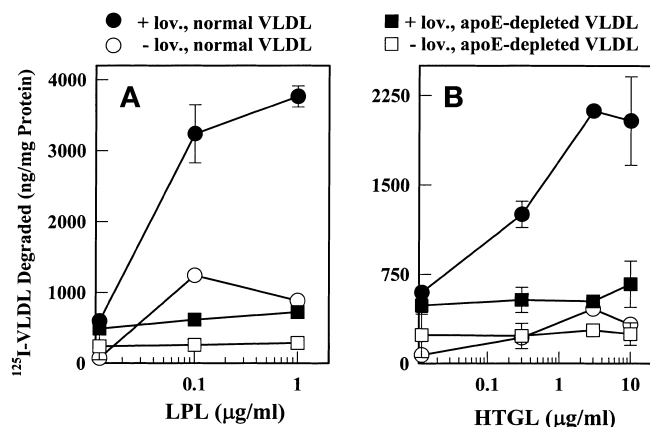 + lov., normal VLDL
- lov., normal VLDL
+ lov., apoE-depleted VLDL
- lov., apoE-depleted VLDL
¹²⁵I-VLDL Degraded (ng/mg Protein)
A
4000
3000
2000
1000
0
0.1
1
LPL (µg/ml)
B
2250
1500
750
0
0.1
1
10
HTGL (µg/ml)